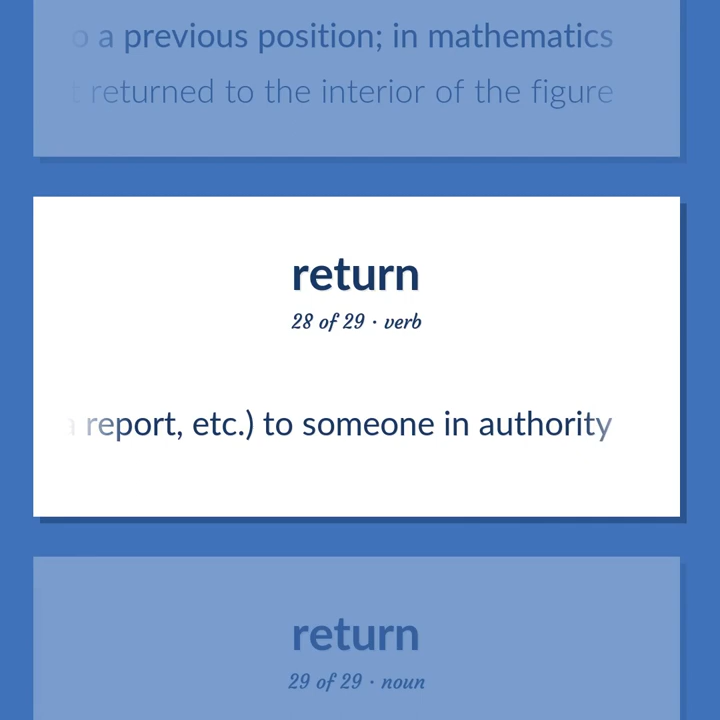 a previous position; in mathematics
returned to the interior of the figure
return
28 of 29 · verb
report, etc.) to someone in authority
return
29 of 29 · noun